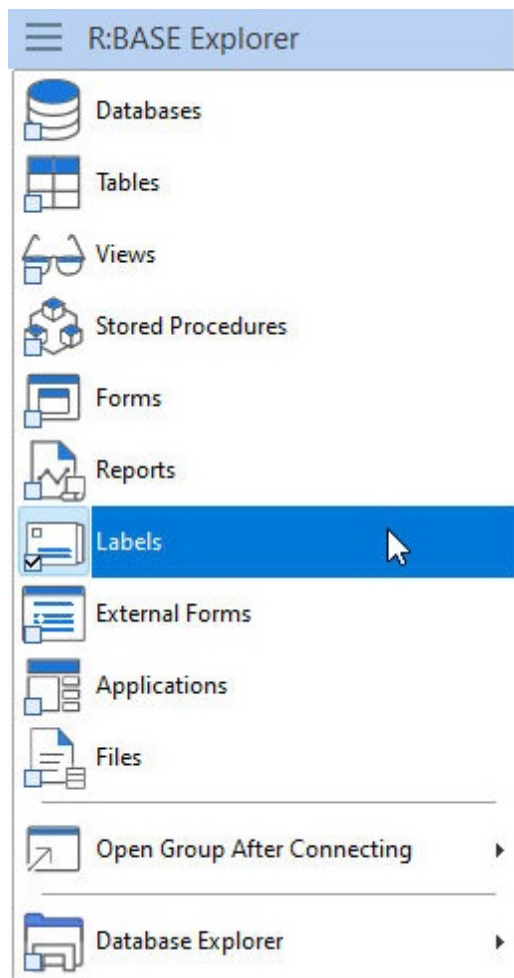 R:BASE Explorer
Databases
Tables
Views
Stored Procedures
Forms
Reports
Labels
External Forms
Applications
Files
Open Group After Connecting
Database Explorer